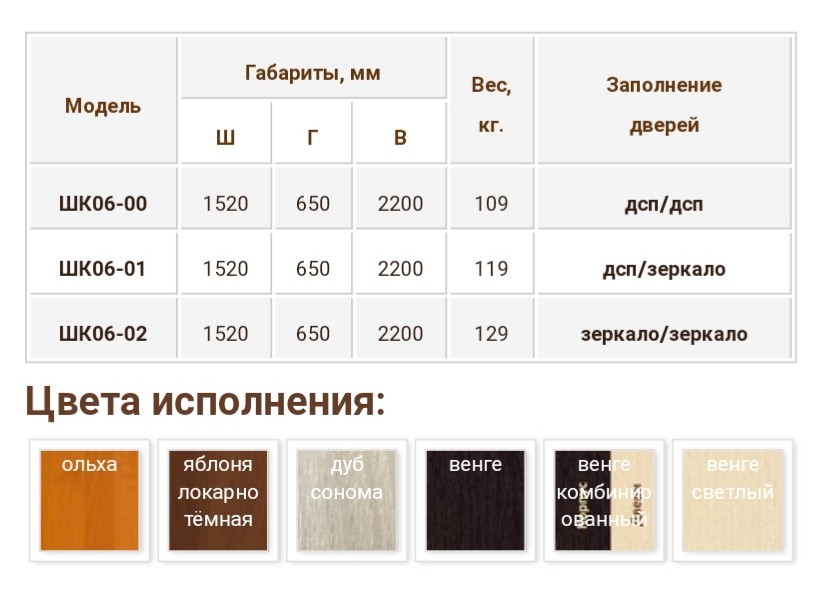 Модель Габариты, мм Вес, кг. Заполнение дверей
Ш Г В
ШК06-00 1520 650 2200 109 дсп/дсп
ШК06-01 1520 650 2200 119 дсп/зеркало
ШК06-02 1520 650 2200 129 зеркало/зеркало
Цвета исполнения:
ольха
яблоня
локарно
тёмная
дуб
сонома
венге
венге
комбинир
ованный
венге
светлый